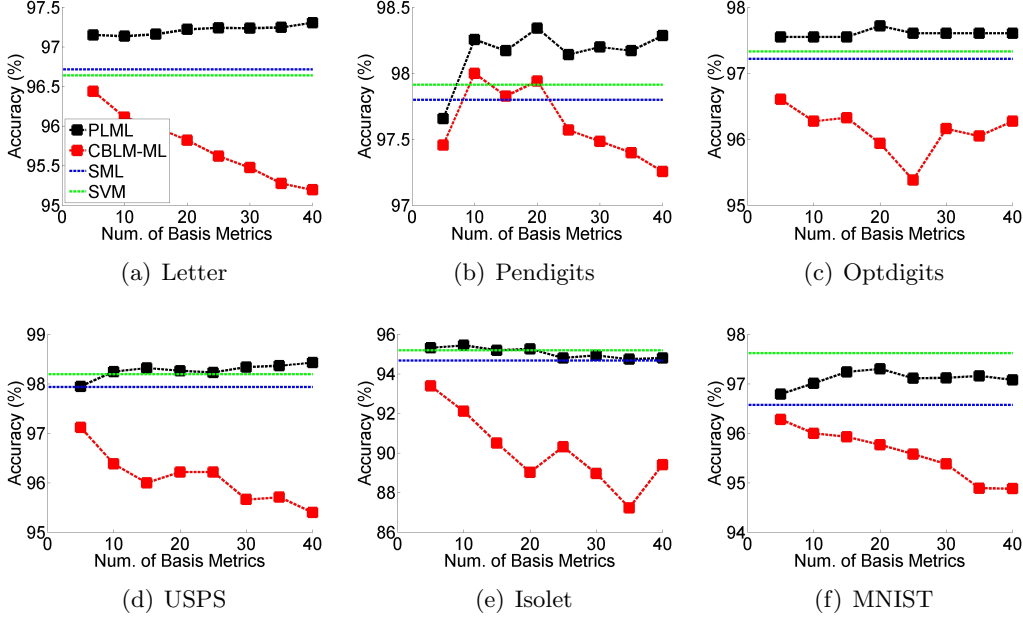 97.5
97
96.5
96
95.5
95
Accuracy (%)
0 10 20 30 40
Num. of Basis Metrics
PLML
CBLM-ML
SML
SVM
(a) Letter
98.5
98
97.5
97
Accuracy (%)
0 10 20 30 40
Num. of Basis Metrics
(b) Pendigits
98
97
96
95
Accuracy (%)
0 10 20 30 40
Num. of Basis Metrics
(c) Optdigits
99
98
97
96
95
Accuracy (%)
0 10 20 30 40
Num. of Basis Metrics
(d) USPS
96
94
92
90
88
86
Accuracy (%)
0 10 20 30 40
Num. of Basis Metrics
(e) Isolet
98
97
96
95
94
Accuracy (%)
0 10 20 30 40
Num. of Basis Metrics
(f) MNIST